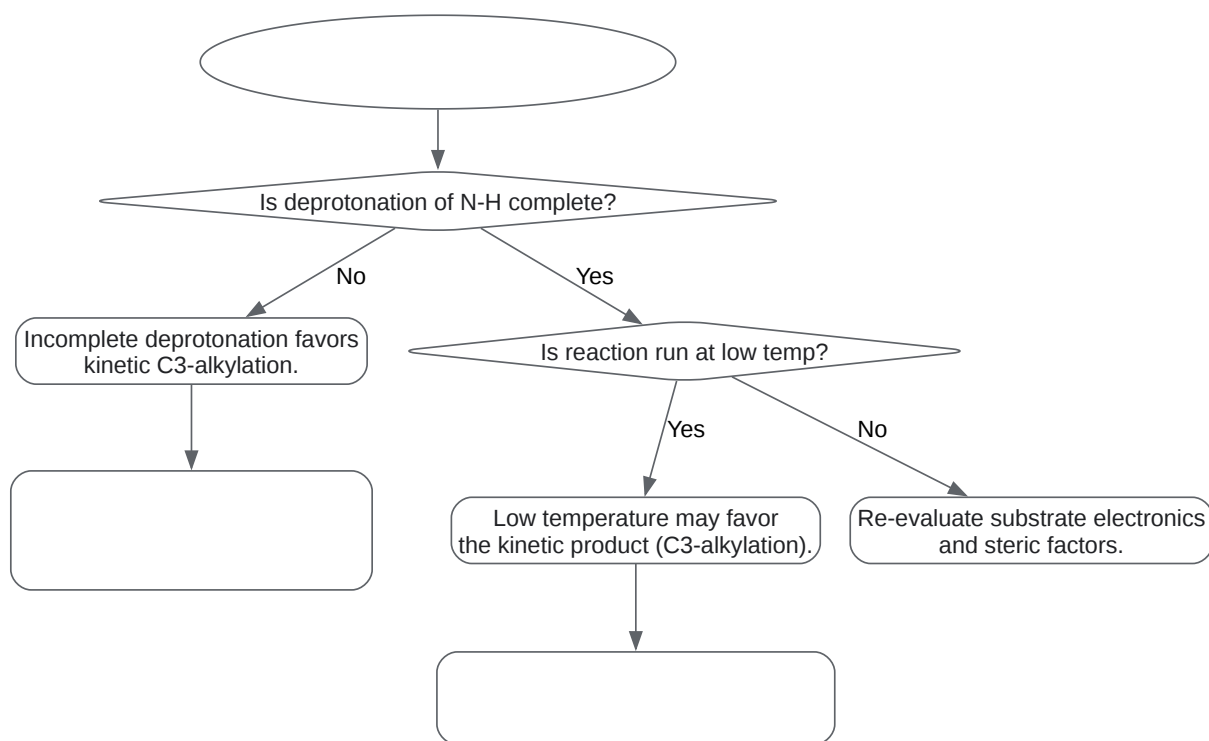 Is deprotonation of N-H complete?
No
Yes
Incomplete deprotonation favors
kinetic C3-alkylation.
Is reaction run at low temp?
Yes
No
Low temperature may favor
the kinetic product (C3-alkylation).
Re-evaluate substrate electronics
and steric factors.